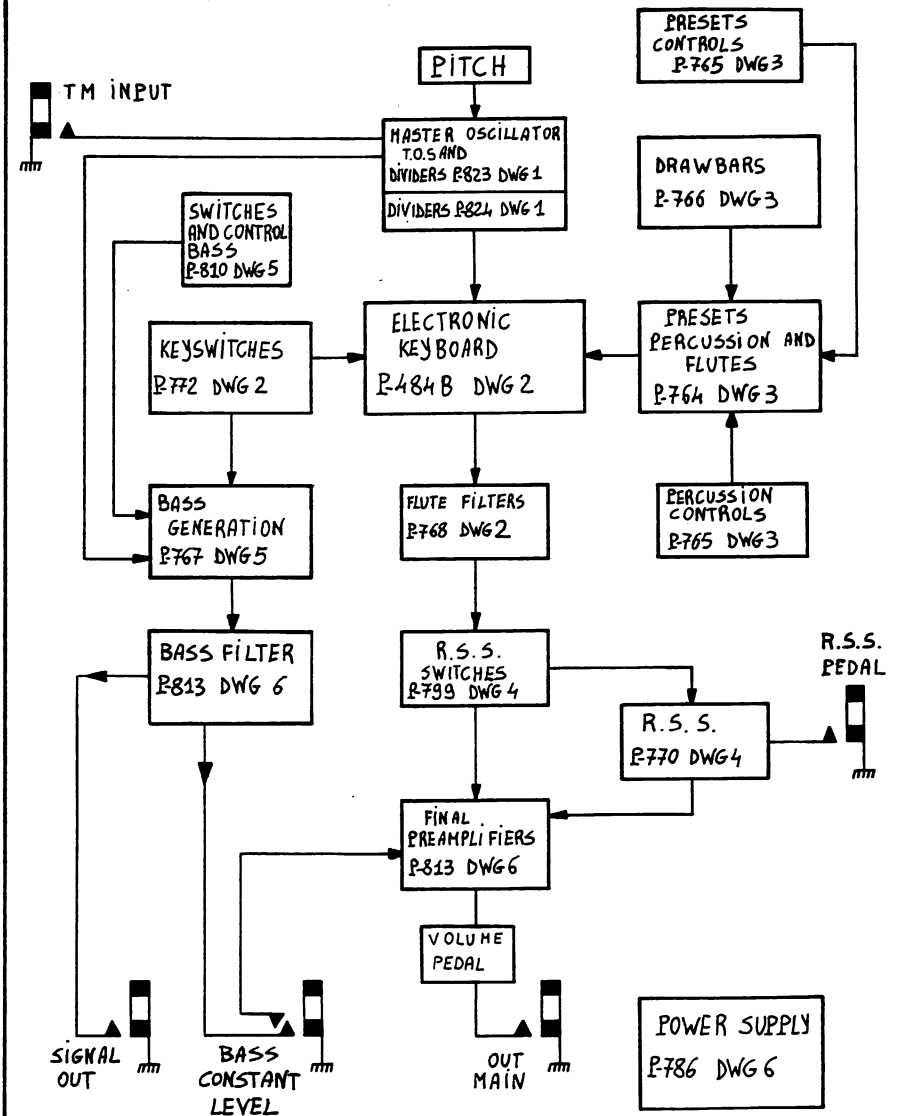 PITCH
PRESETS
CONTROLS
P-765 DWG3
TM INPUT
MASTER OSCILLATOR
T.O.S AND
DIVIDERS P-823 DWG 1
DIVIDERS P-824 DWG 1
DRAWBARS
P-766 DWG 3
SWITCHES
AND CONTROL
BASS
P-810 DWG 5
KEYSWITCHES
P-772 DWG 2
ELECTRONIC
KEYBOARD
P-484B DWG 2
PRESETS
PERCUSSION AND
FLUTES
P-764 DWG 3
BASS
GENERATION
P-767 DWG 5
FLUTE FILTERS
P-768 DWG 2
PERCUSSION
CONTROLS
P-765 DWG 3
BASS FILTER
P-813 DWG 6
R.S.S.
SWITCHES
P-799 DWG 4
R.S.S.
PEDAL
R.S.S.
P-770 DWG 4
FINAL
PREAMPLIFIERS
P-813 DWG 6
VOLUME
PEDAL
SIGNAL
OUT
BASS
CONSTANT
LEVEL
OUT
MAIN
POWER SUPPLY
P-786 DWG 6